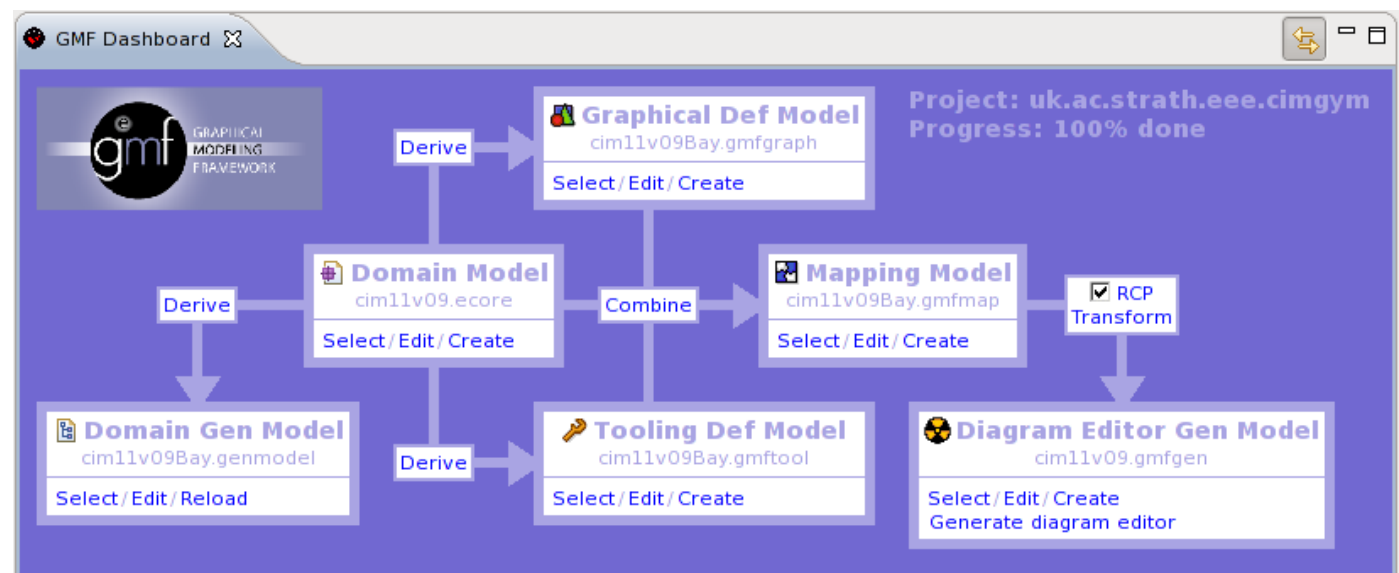 GMF Dashboard
e
gmf
GRAPHICAL
MODELING
FRAMEWORK
Project: uk.ac.strath.eee.cimgym
Progress: 100% done
Derive
Graphical Def Model
cim11v09Bay.gmfgraph
Select/Edit/Create
Derive
Domain Model
cim11v09.ecore
Select/Edit/Create
Combine
Mapping Model
cim11v09Bay.gmfmap
Select/Edit/Create
RCP
Transform
Domain Gen Model
cim11v09Bay.genmodel
Select/Edit/Reload
Derive
Tooling Def Model
cim11v09Bay.gmftool
Select/Edit/Create
Diagram Editor Gen Model
cim11v09.gmfgen
Select/Edit/Create
Generate diagram editor